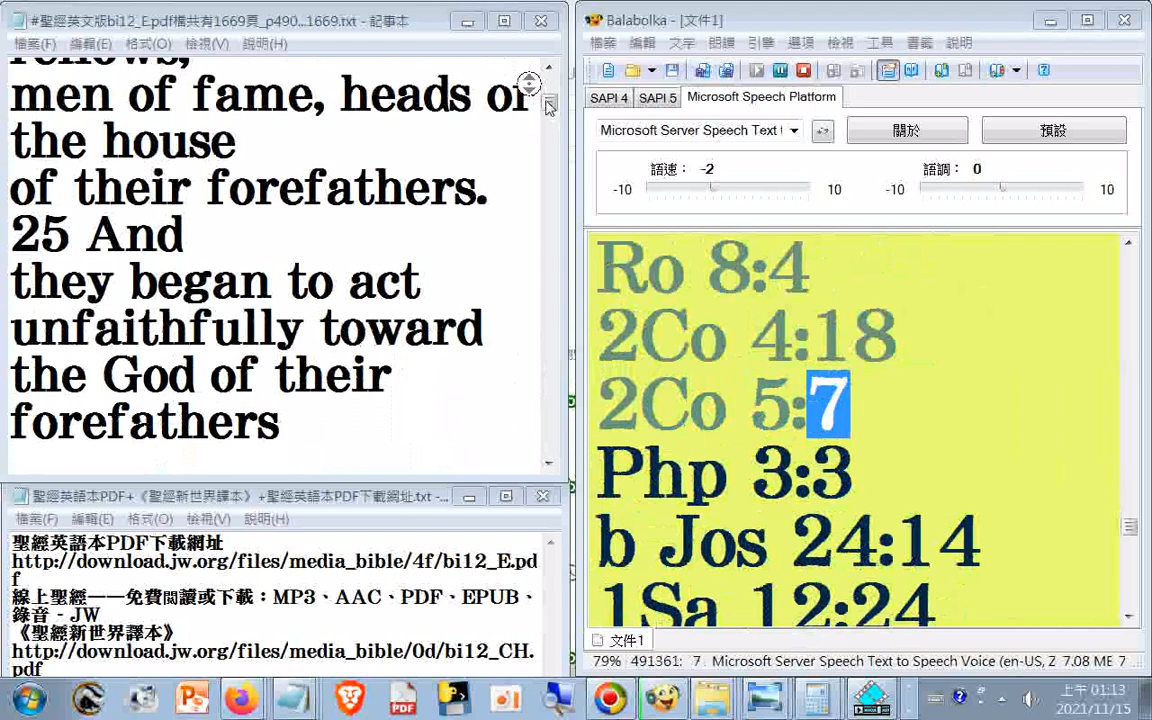 #聖經英文版bi12_E.pdf檔共有1669頁_p490...1669.txt - 記事本
檔案(F) 編輯(E) 格式(O) 檢視(V) 說明(H)
fellows,
men of fame, heads of
the house
of their forefathers.
25 And
they began to act
unfaithfully toward
the God of their
forefathers
聖經英語本PDF+《聖經新世界譯本》+聖經英語本PDF下載網址.txt -...
檔案(F) 編輯(E) 格式(O) 檢視(V) 說明(H)
聖經英語本PDF下載網址
http://download.jw.org/files/media_bible/4f/bi12_E.pd
f
線上聖經——免費閱讀或下載：MP3、AAC、PDF、EPUB、
錄音 - JW
《聖經新世界譯本》
http://download.jw.org/files/media_bible/0d/bi12_CH.
pdf
Balabolka - [文件1]
檔案 編輯 文字 朗讀 引擎 選項 檢視 工具 書籤 說明
SAPI 4 SAPI 5 Microsoft Speech Platform
Microsoft Server Speech Text 關於 預設
語速： -2 語調： 0
-10 10 -10 10
Ro 8:4
2Co 4:18
2Co 5:7
Php 3:3
b Jos 24:14
1Sa 12:24
文件1
79% 491361: 7 Microsoft Server Speech Text to Speech Voice (en-US, Z 7.08 ME 7
上午 01:13
2021/11/15